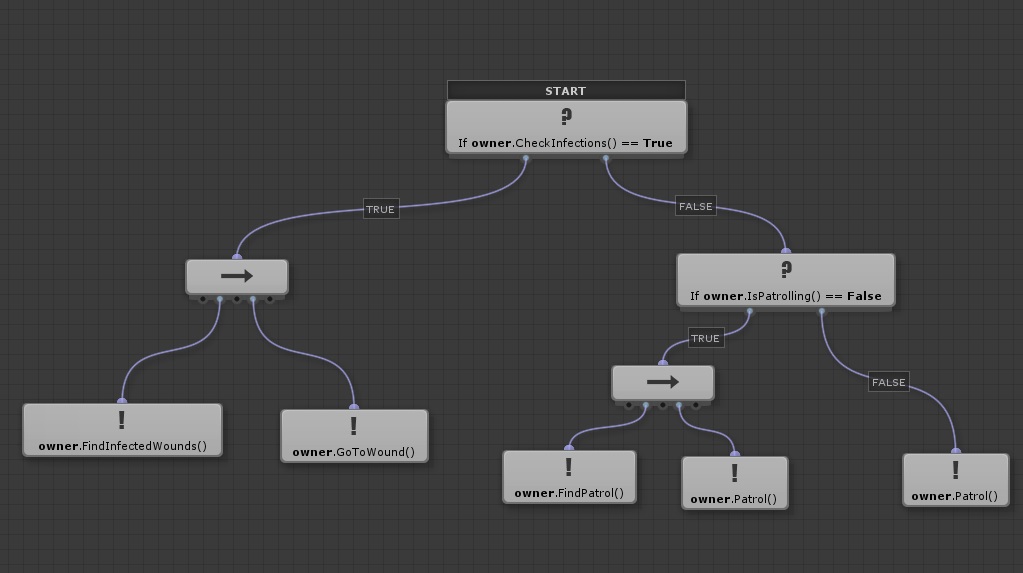 START
?
If owner.CheckInfections() == True
TRUE
FALSE
?
If owner.IsPatrolling() == False
TRUE
FALSE
!
owner.FindInfectedWounds()
!
owner.GoToWound()
!
owner.FindPatrol()
!
owner.Patrol()
!
owner.Patrol()